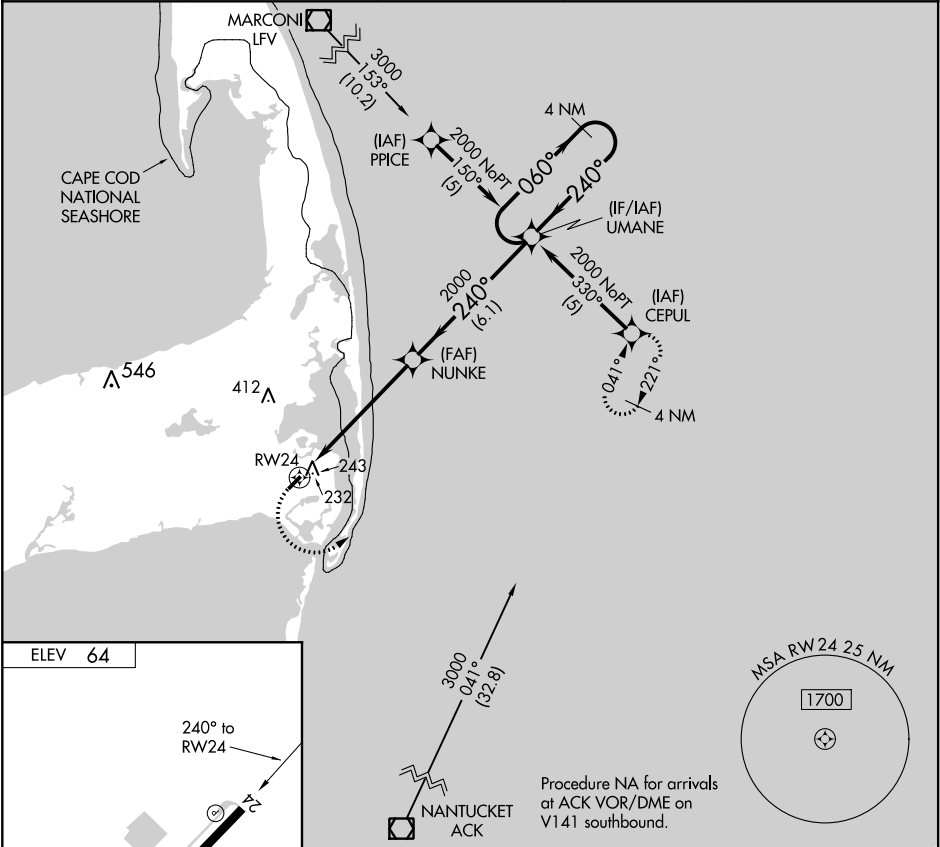 MARCONI
LFV
3000
153°
(10.2)
(IAF)
PPICE
2000 NoPT
150°
(5)
4 NM
060°
240°
(IF/IAF)
UMANE
CAPE COD
NATIONAL
SEASHORE
2000 NoPT
330°
(5)
(IAF)
CEPUL
2000
240°
(6.1)
(FAF)
NUNKE
041°
221°
4 NM
546
412
RW24
243
232
ELEV 64
240° to
RW24
24
3000
041°
(32.8)
NANTUCKET
ACK
Procedure NA for arrivals
at ACK VOR/DME on
V141 southbound.
MSA RW24 25 NM
1700